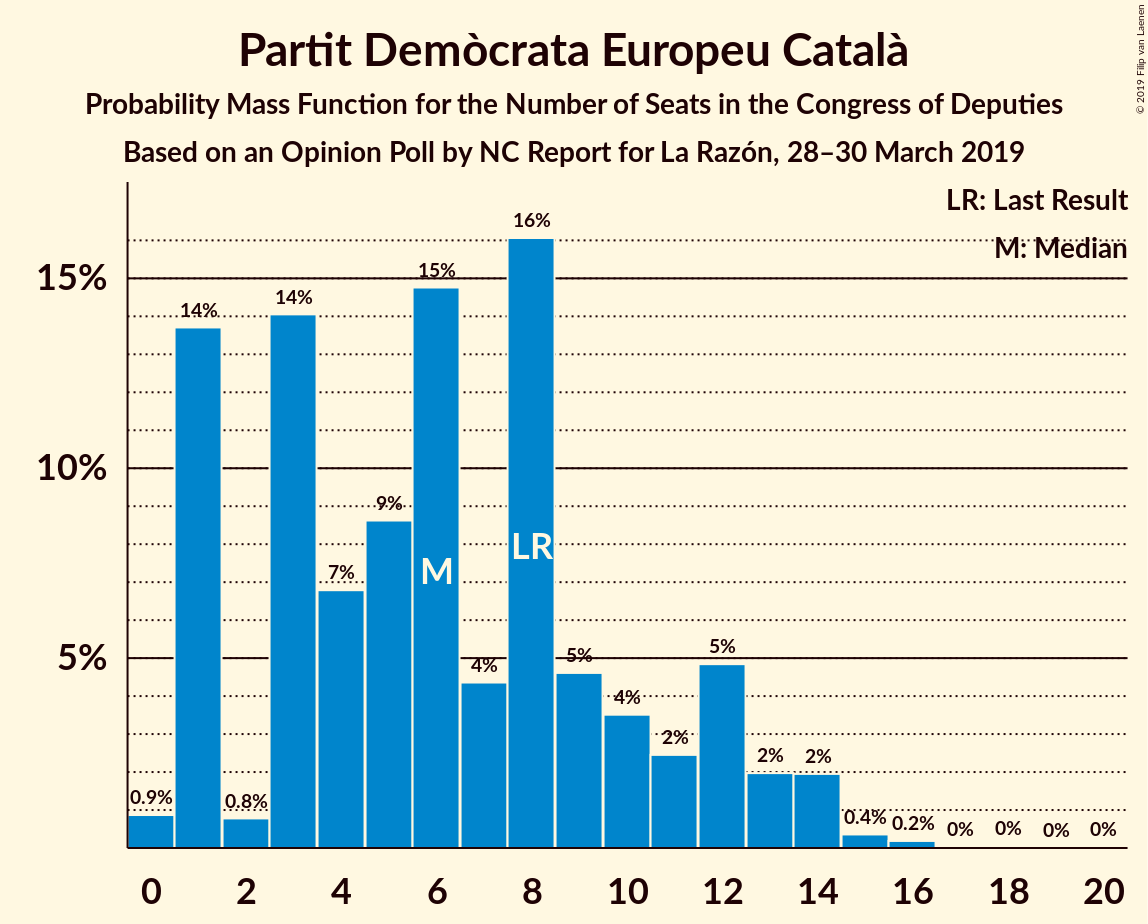 Partit Demòcrata Europeu Català
Probability Mass Function for the Number of Seats in the Congress of Deputies
Based on an Opinion Poll by NC Report for La Razón, 28–30 March 2019
© 2019 Filip van Laenen
LR: Last Result
M: Median
15%
10%
5%
0.9%
14%
0.8%
14%
7%
9%
15%
4%
16%
5%
4%
2%
5%
2%
2%
0.4%
0.2%
0%
0%
0%
0%
M
LR
0 2 4 6 8 10 12 14 16 18 20